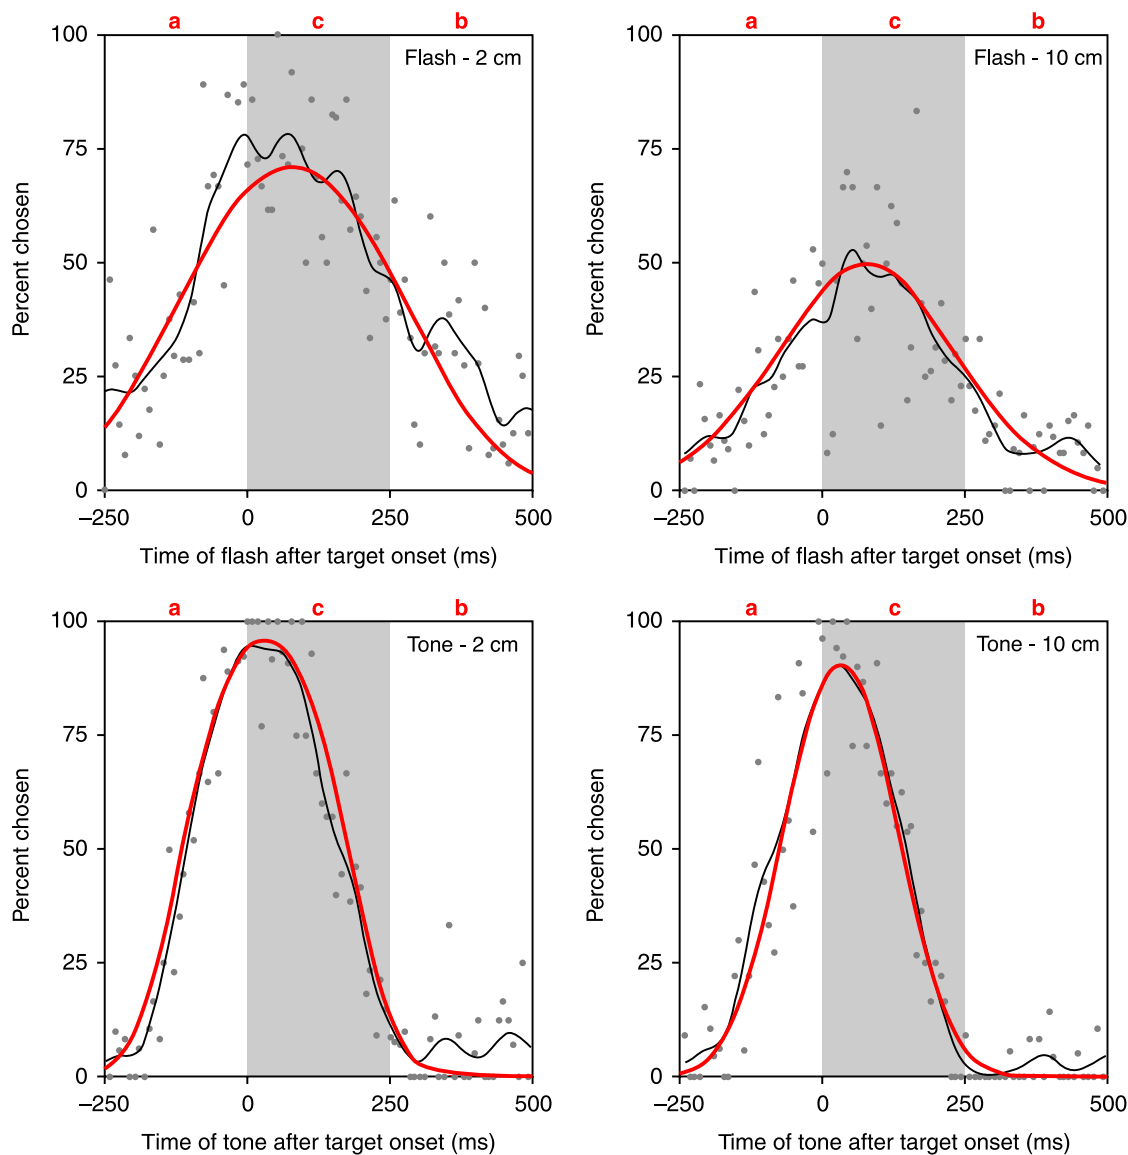 a c b a c b
100 Flash - 2 cm 100 Flash - 10 cm
75 75
50 50
25 25
0 0
Percent chosen Percent chosen
–250 0 250 500 –250 0 250 500
Time of flash after target onset (ms) Time of flash after target onset (ms)
a c b a c b
100 Tone - 2 cm 100 Tone - 10 cm
75 75
50 50
25 25
0 0
Percent chosen Percent chosen
–250 0 250 500 –250 0 250 500
Time of tone after target onset (ms) Time of tone after target onset (ms)